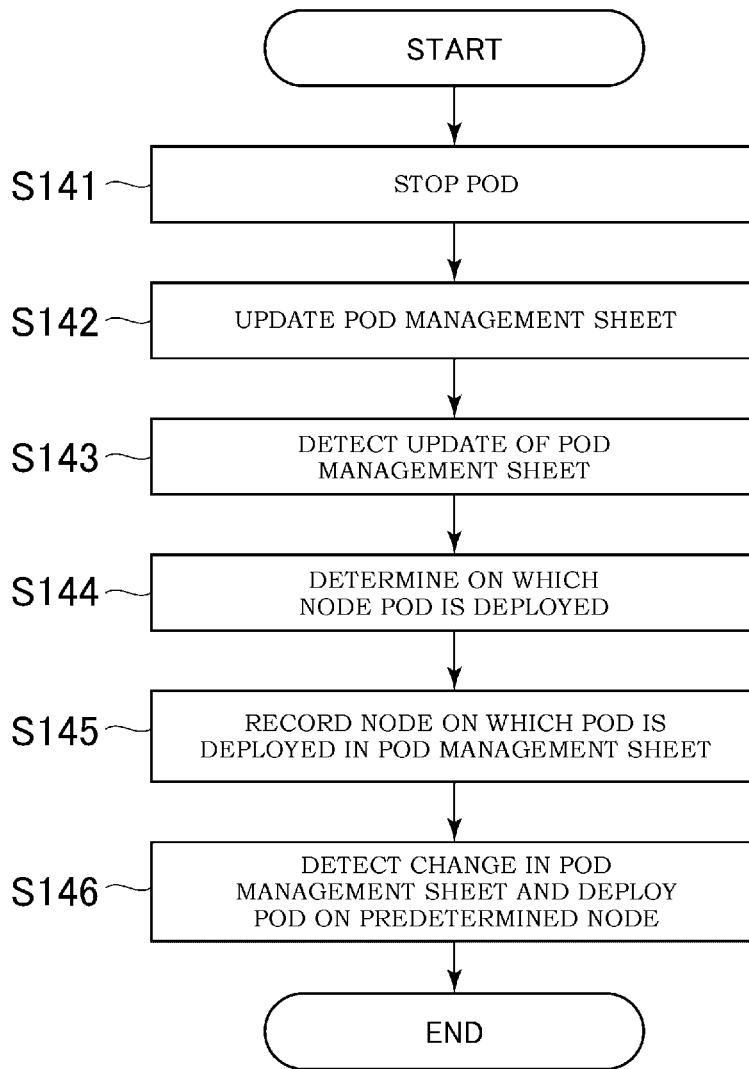 START
S141
STOP POD
S142
UPDATE POD MANAGEMENT SHEET
S143
DETECT UPDATE OF POD
MANAGEMENT SHEET
S144
DETERMINE ON WHICH
NODE POD IS DEPLOYED
S145
RECORD NODE ON WHICH POD IS
DEPLOYED IN POD MANAGEMENT SHEET
S146
DETECT CHANGE IN POD
MANAGEMENT SHEET AND DEPLOY
POD ON PREDETERMINED NODE
END